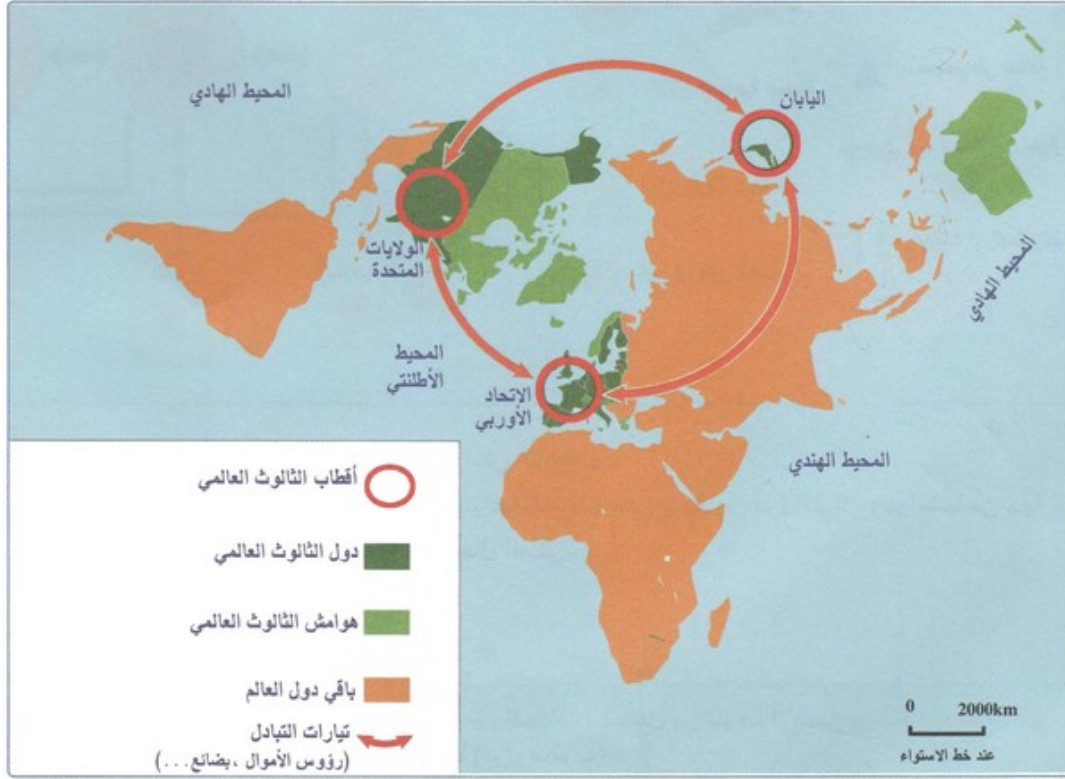 المحيط الهادي
اليابان
الولايات
المتحدة
المحيط الهادي
المحيط
الأطلنتي
الاتحاد
الأوربي
المحيط الهندي
أقطاب الثالوث العالمي
دول الثالوث العالمي
هوامش الثالوث العالمي
باقي دول العالم
تيارات التبادل
(رؤوس الأموال ،بضائع...)
0 2000km
عند خط الاستواء